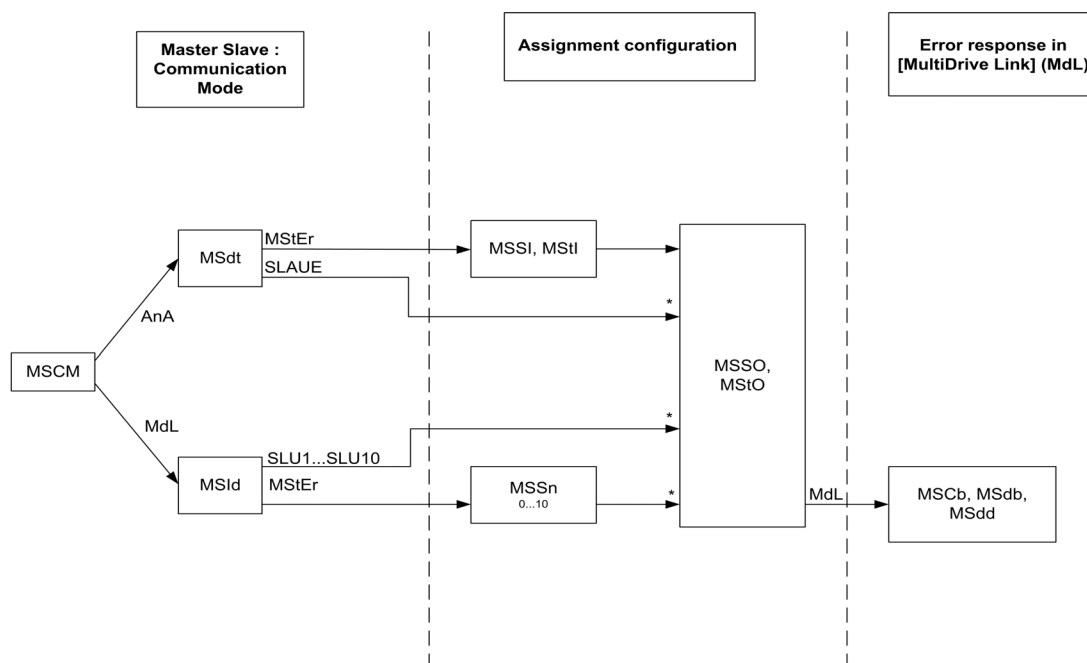 Master Slave :
Communication
Mode
Assignment configuration
Error response in
[MultiDrive Link] (MdL)
MStEr
MSdt
SLAUE
MSSI, MStI
*
AnA
MSCM
MSSO,
MStO
MdL
*
SLU1...SLU10
MSId
MStEr
MSSn
0...10
*
MdL
MSCb, MSdb,
MSdd